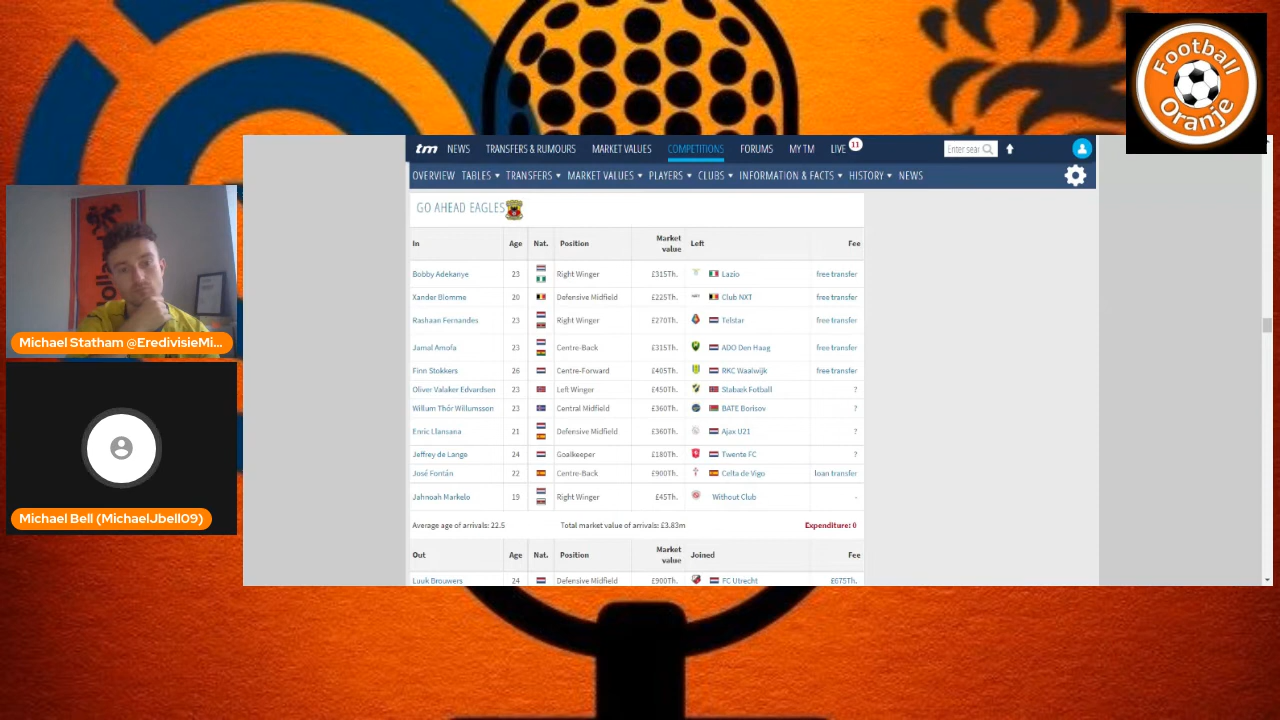 Football
Oranje
tm NEWS TRANSFERS & RUMOURS MARKET VALUES COMPETITIONS FORUMS MY TM LIVE 11 Enter sear
OVERVIEW TABLES TRANSFERS MARKET VALUES PLAYERS CLUBS INFORMATION & FACTS HISTORY NEWS
GO AHEAD EAGLES
In Age Nat. Position Market value Left Fee
Bobby Adekanye 23 Right Winger £315Th. Lazio free transfer
Xander Blomme 20 Defensive Midfield £225Th. Club NXT free transfer
Rashaan Fernandes 23 Right Winger £270Th. Telstar free transfer
Jamal Amofa 23 Centre-Back £315Th. ADO Den Haag free transfer
Finn Stokkers 26 Centre-Forward £405Th. RKC Waalwijk free transfer
Oliver Valaker Edvardsen 23 Left Winger £450Th. Stabæk Fotball ?
Willum Thór Willumsson 23 Central Midfield £360Th. BATE Borisov ?
Enric Llansana 21 Defensive Midfield £360Th. Ajax U21 ?
Jeffrey de Lange 24 Goalkeeper £180Th. Twente FC ?
José Fontán 22 Centre-Back £900Th. Celta de Vigo loan transfer
Jahnoah Markelo 19 Right Winger £45Th. Without Club -
Average age of arrivals: 22.5 Total market value of arrivals: £3.83m Expenditure: 0
Out Age Nat. Position Market value Joined Fee
Luuk Brouwers 24 Defensive Midfield £900Th. FC Utrecht £675Th.
Michael Statham @EredivisieMi...
Michael Bell (MichaelJbell09)